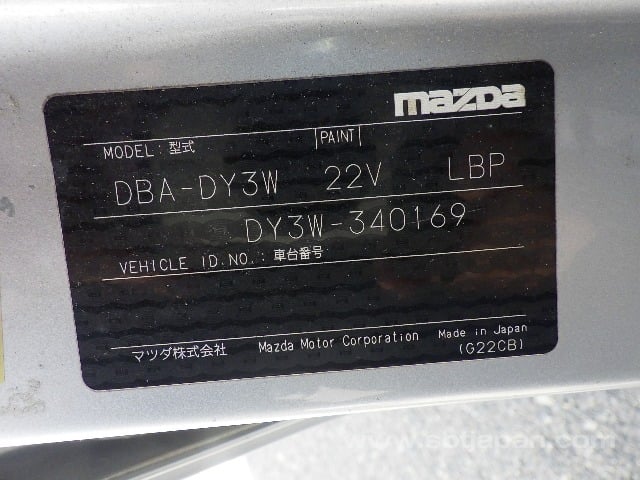 mazda
MODEL: 型式 PAINT
DBA-DY3W 22V LBP
DY3W-340169
VEHICLE ID.NO.: 車台番号
マツダ株式会社 Mazda Motor Corporation Made in Japan
(G22CB)
www.sbtjapan.com